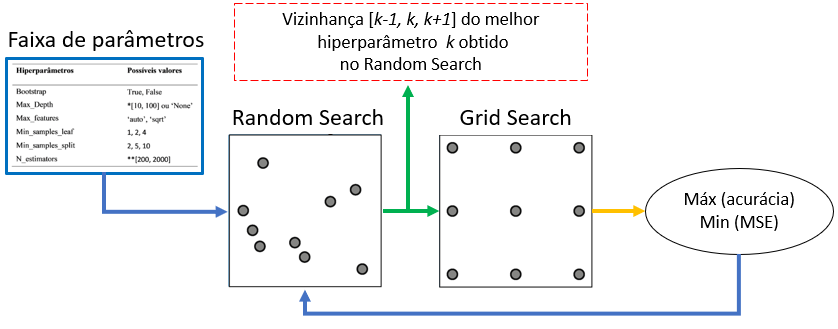 Faixa de parâmetros
Hiperparâmetros Possíveis valores
Bootstrap True, False
Max_Depth *[10, 100] ou ‘None’
Max_features ‘auto’, ‘sqrt’
Min_samples_leaf 1, 2, 4
Min_samples_split 2, 5, 10
N_estimators **[200, 2000]
Vizinhança [k-1, k, k+1] do melhor
hiperparâmetro k obtido
no Random Search
Random Search
Grid Search
Máx (acurácia)
Min (MSE)